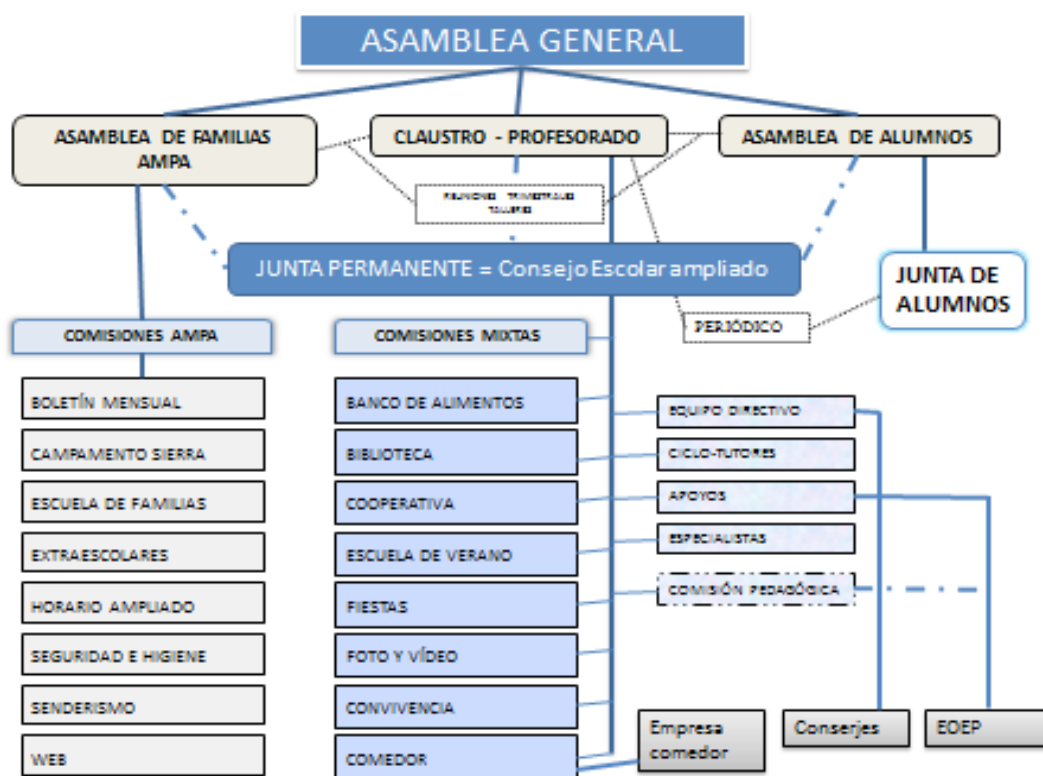 ASAMBLEA GENERAL
ASAMBLEA DE FAMILIAS
AMPA
CLAUSTRO - PROFESORADO
ASAMBLEA DE ALUMNOS
REUNIONES TRIMESTRALES
TALLERES
JUNTA PERMANENTE = Consejo Escolar ampliado
JUNTA DE
ALUMNOS
PERIÓDICO
COMISIONES AMPA
COMISIONES MIXTAS
BOLETÍN MENSUAL
CAMPAMENTO SIERRA
ESCUELA DE FAMILIAS
EXTRAESCOLARES
HORARIO AMPLIADO
SEGURIDAD E HIGIENE
SENDERISMO
WEB
BANCO DE ALIMENTOS
BIBLIOTECA
COOPERATIVA
ESCUELA DE VERANO
FIESTAS
FOTO Y VÍDEO
CONVIVENCIA
COMEDOR
EQUIPO DIRECTIVO
CICLO-TUTORES
APOYOS
ESPECIALISTAS
COMISIÓN PEDAGÓGICA
Empresa
comedor
Conserjes
EOEP